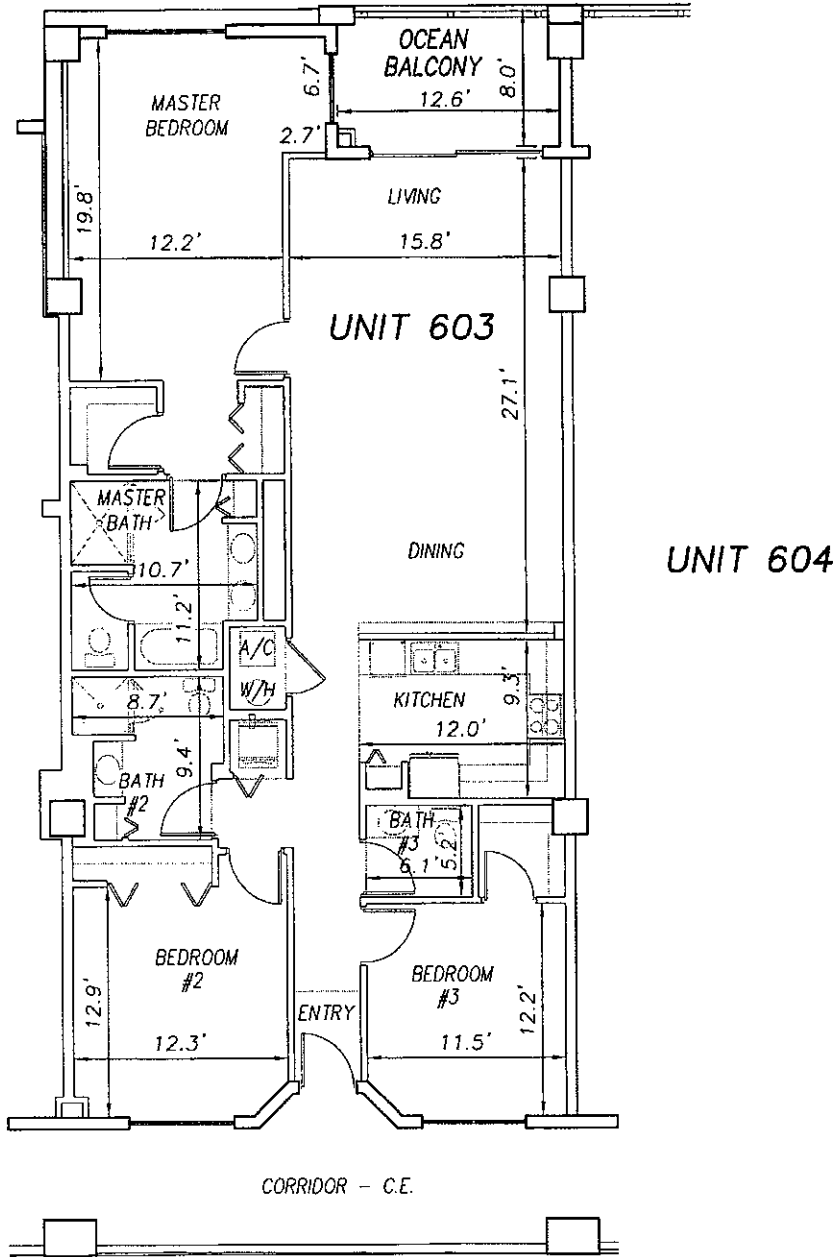 OCEAN
BALCONY
12.6'
8.0'
6.7'
2.7'
MASTER
BEDROOM
19.8'
12.2'
LIVING
15.8'
UNIT 603
27.1'
MASTER
BATH
10.7'
11.2'
DINING
UNIT 604
A/C
W/H
KITCHEN
9.3'
12.0'
8.7'
9.4'
BATH
#2
BATH
#3
6.1'
5.2'
BEDROOM
#2
12.9'
12.3'
ENTRY
BEDROOM
#3
12.2'
11.5'
CORRIDOR - C.E.